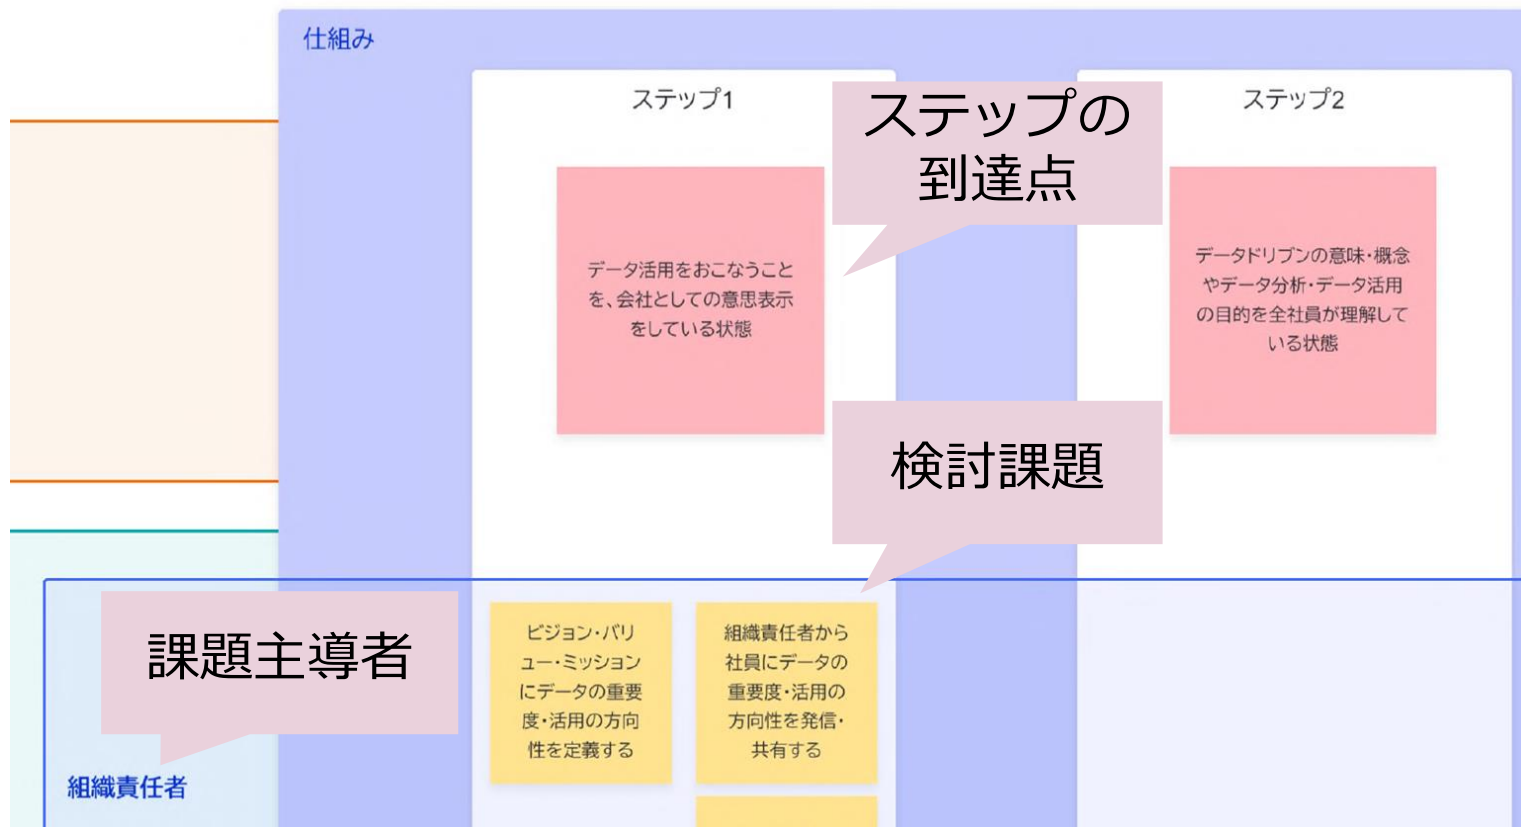 仕組み
ステップ1
ステップの
到達点
ステップ2
データ活用をおこなうこと
を、会社としての意思表示
をしている状態
データドリブンの意味・概念
やデータ分析・データ活用
の目的を全社員が理解して
いる状態
検討課題
課題主導者
組織責任者
ビジョン・バリ
ュー・ミッション
にデータの重要
度・活用の方向
性を定義する
組織責任者から
社員にデータの
重要度・活用の
方向性を発信・
共有する